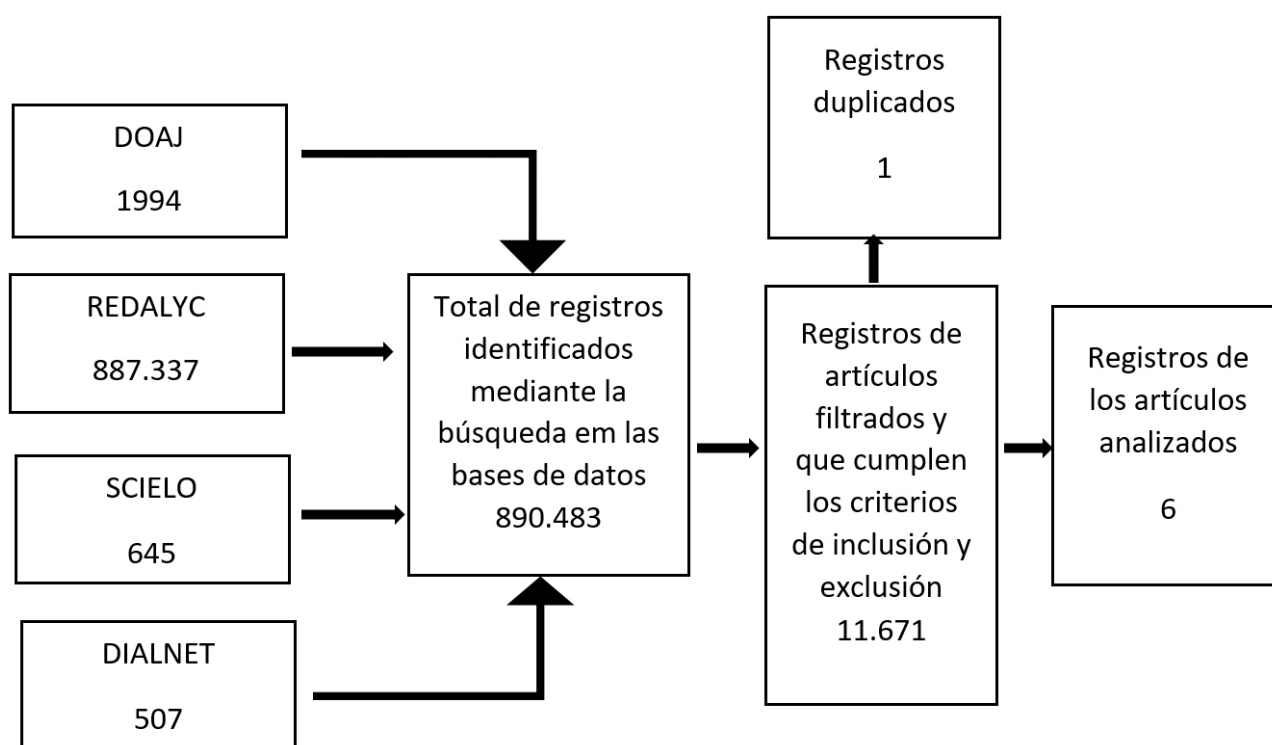 DOAJ
1994
REDALYC
887.337
SCIELO
645
DIALNET
507
Total de registros
identificados
mediante la
búsqueda em las
bases de datos
890.483
Registros
duplicados
1
Registros de
artículos
filtrados y
que cumplen
los criterios
de inclusión y
exclusión
11.671
Registros de
los artículos
analizados
6